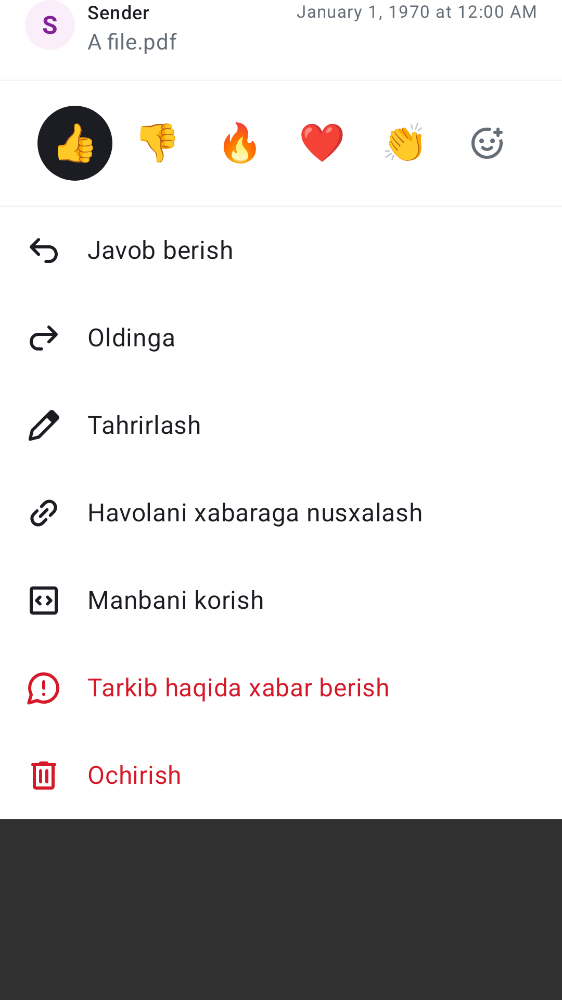 S
Sender
January 1, 1970 at 12:00 AM
A file.pdf
Javob berish
Oldinga
Tahrirlash
Havolani xabaraga nusxalash
Manbani korish
Tarkib haqida xabar berish
Ochirish